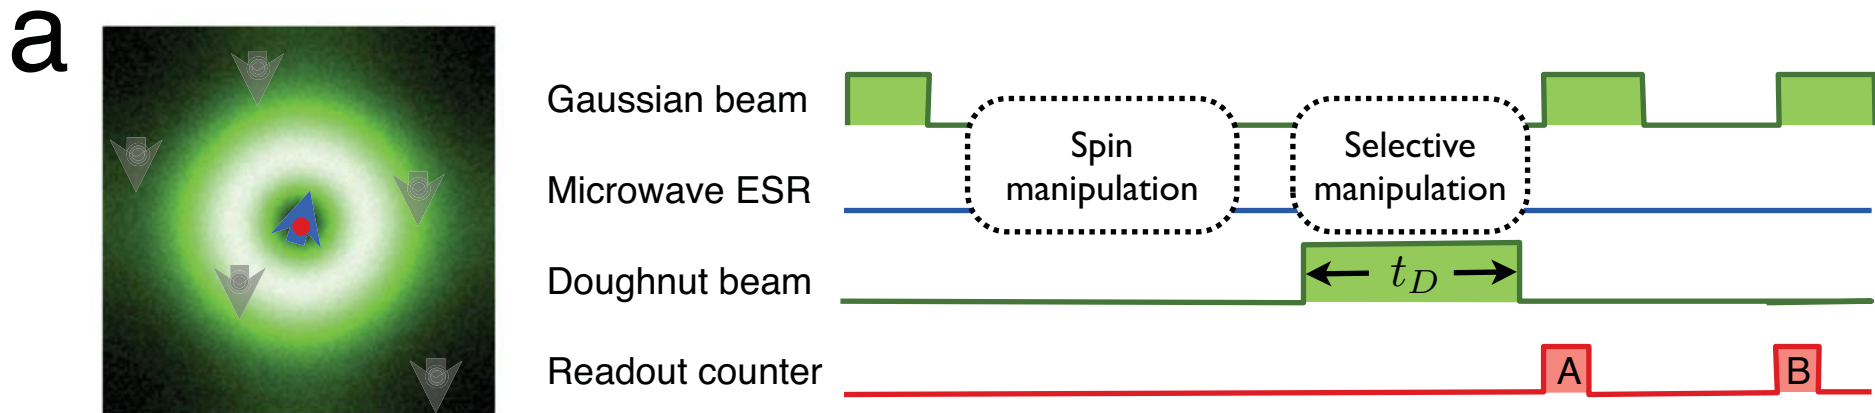 a
Gaussian beam
Spin
manipulation
Selective
manipulation
Microwave ESR
Doughnut beam
t_D
Readout counter
A
B